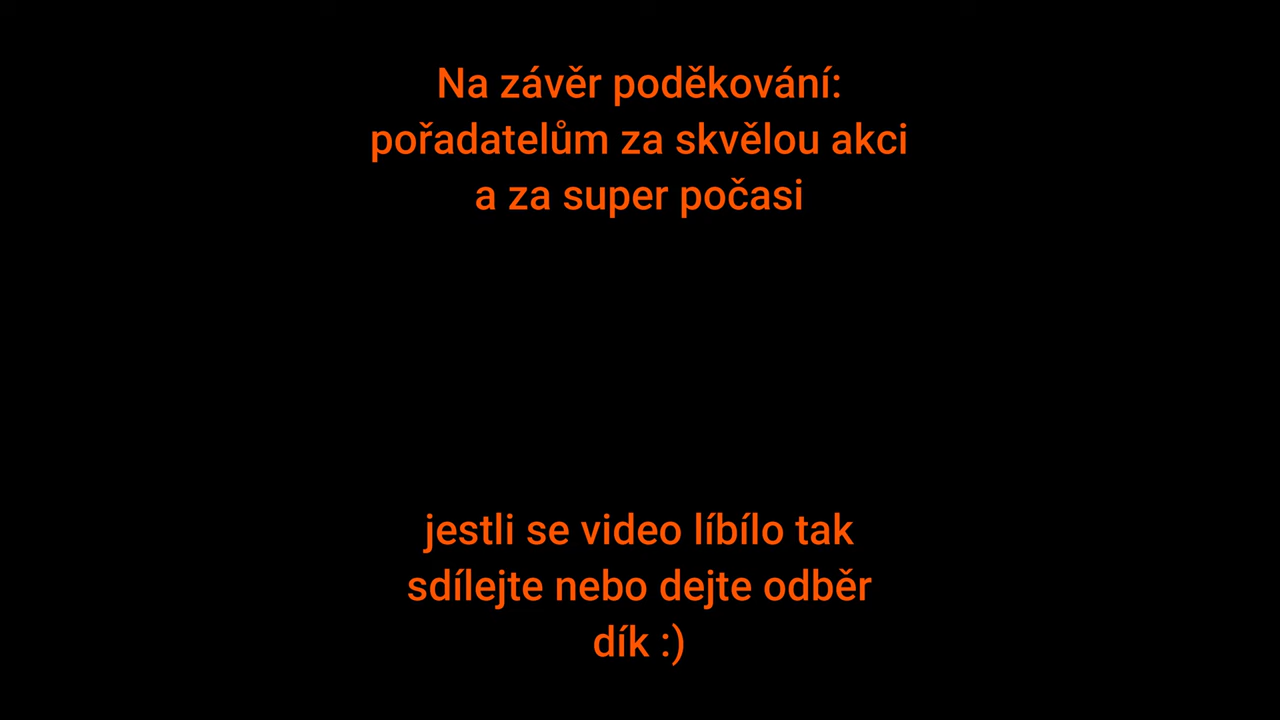 Na závěr poděkování:
pořadatelům za skvělou akci
a za super počasi
jestli se video líbílo tak
sdílejte nebo dejte odběr
dík :)